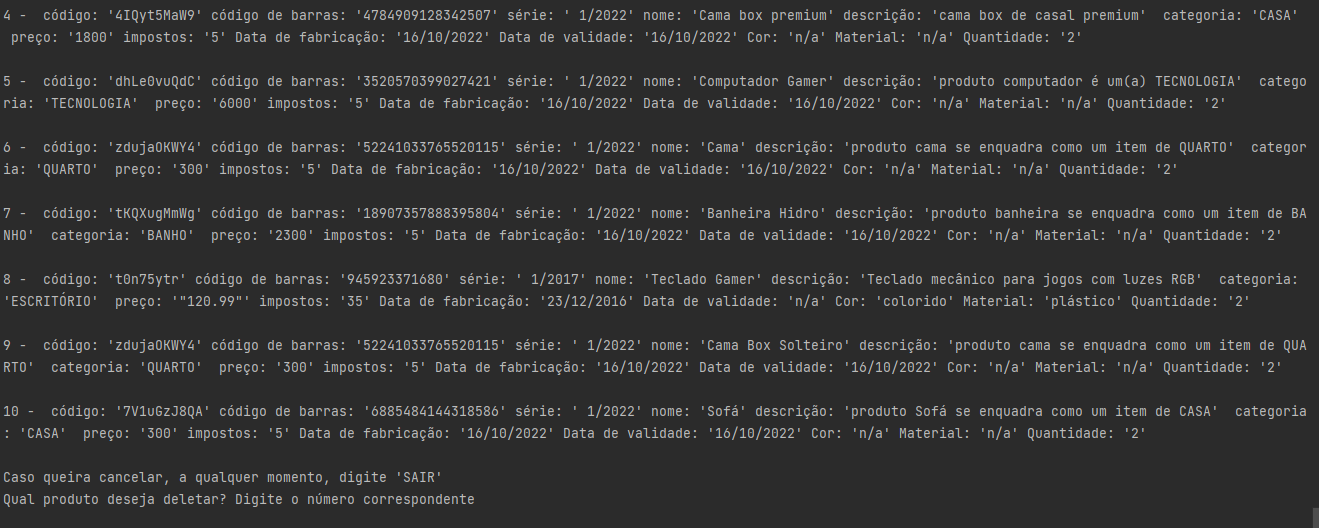 4 -  código: '4IQyt5MaW9' código de barras: '4784909128342507' série: ' 1/2022' nome: 'Cama box premium' descrição: 'cama box de casal premium'  categoria: 'CASA'
 preço: '1800' impostos: '5' Data de fabricação: '16/10/2022' Data de validade: '16/10/2022' Cor: 'n/a' Material: 'n/a' Quantidade: '2'
5 -  código: 'dhLe0vuQdC' código de barras: '3520570399027421' série: ' 1/2022' nome: 'Computador Gamer' descrição: 'produto computador é um(a) TECNOLOGIA'  catego
ria: 'TECNOLOGIA'  preço: '6000' impostos: '5' Data de fabricação: '16/10/2022' Data de validade: '16/10/2022' Cor: 'n/a' Material: 'n/a' Quantidade: '2'
6 -  código: 'zdujaOKWY4' código de barras: '52241033765520115' série: ' 1/2022' nome: 'Cama' descrição: 'produto cama se enquadra como um item de QUARTO'  categor
ia: 'QUARTO'  preço: '300' impostos: '5' Data de fabricação: '16/10/2022' Data de validade: '16/10/2022' Cor: 'n/a' Material: 'n/a' Quantidade: '2'
7 -  código: 'tKQXugMmWg' código de barras: '18907357888395804' série: ' 1/2022' nome: 'Banheira Hidro' descrição: 'produto banheira se enquadra como um item de BA
NHO'  categoria: 'BANHO'  preço: '2300' impostos: '5' Data de fabricação: '16/10/2022' Data de validade: '16/10/2022' Cor: 'n/a' Material: 'n/a' Quantidade: '2'
8 -  código: 't0n75ytr' código de barras: '945923371680' série: ' 1/2017' nome: 'Teclado Gamer' descrição: 'Teclado mecânico para jogos com luzes RGB'  categoria:
'ESCRITÓRIO'  preço: '"120.99"' impostos: '35' Data de fabricação: '23/12/2016' Data de validade: 'n/a' Cor: 'colorido' Material: 'plástico' Quantidade: '2'
9 -  código: 'zdujaOKWY4' código de barras: '52241033765520115' série: ' 1/2022' nome: 'Cama Box Solteiro' descrição: 'produto cama se enquadra como um item de QUA
RTO'  categoria: 'QUARTO'  preço: '300' impostos: '5' Data de fabricação: '16/10/2022' Data de validade: '16/10/2022' Cor: 'n/a' Material: 'n/a' Quantidade: '2'
10 -  código: '7V1uGzJ8QA' código de barras: '6885484144318586' série: ' 1/2022' nome: 'Sofá' descrição: 'produto Sofá se enquadra como um item de CASA'  categoria
: 'CASA'  preço: '300' impostos: '5' Data de fabricação: '16/10/2022' Data de validade: '16/10/2022' Cor: 'n/a' Material: 'n/a' Quantidade: '2'
Caso queira cancelar, a qualquer momento, digite 'SAIR'
Qual produto deseja deletar? Digite o número correspondente